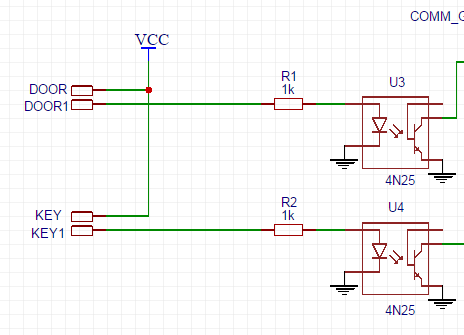 COMM_G
VCC
DOOR
DOOR1
R1
1k
U3
4N25
KEY
KEY1
R2
1k
U4
4N25